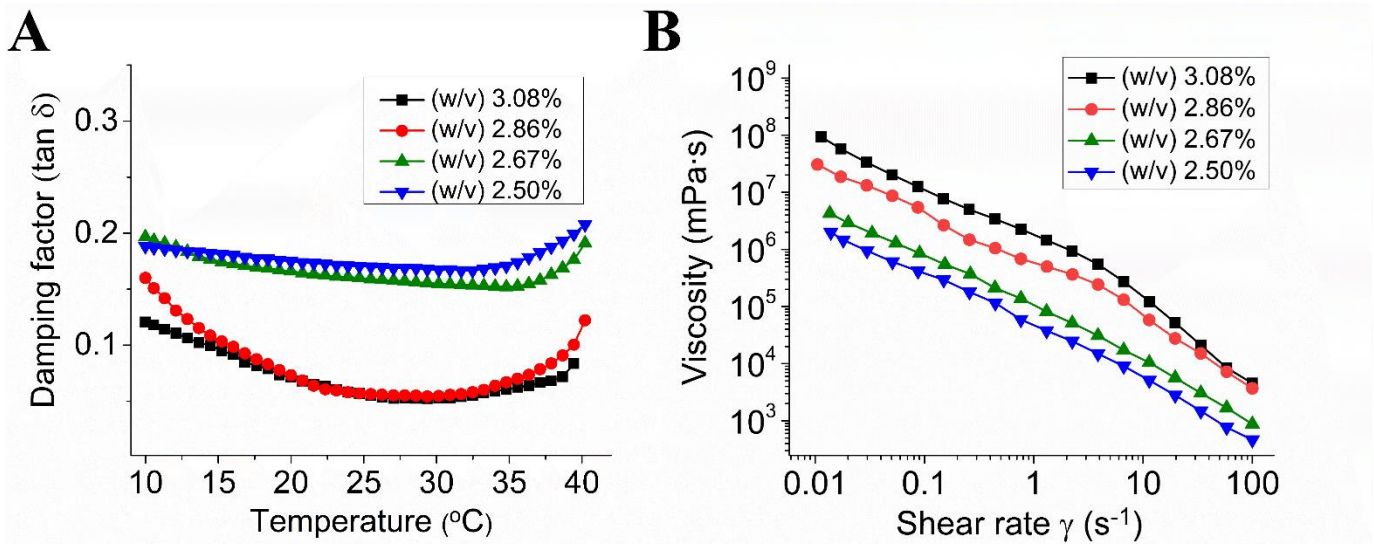 A
Damping factor (tan δ)
0.3
0.2
0.1
(w/v) 3.08%
(w/v) 2.86%
(w/v) 2.67%
(w/v) 2.50%
10 15 20 25 30 35 40
Temperature (ºC)
B
Viscosity (mPa·s)
10⁹
10⁸
10⁷
10⁶
10⁵
10⁴
10³
(w/v) 3.08%
(w/v) 2.86%
(w/v) 2.67%
(w/v) 2.50%
0.01 0.1 1 10 100
Shear rate γ (s⁻¹)